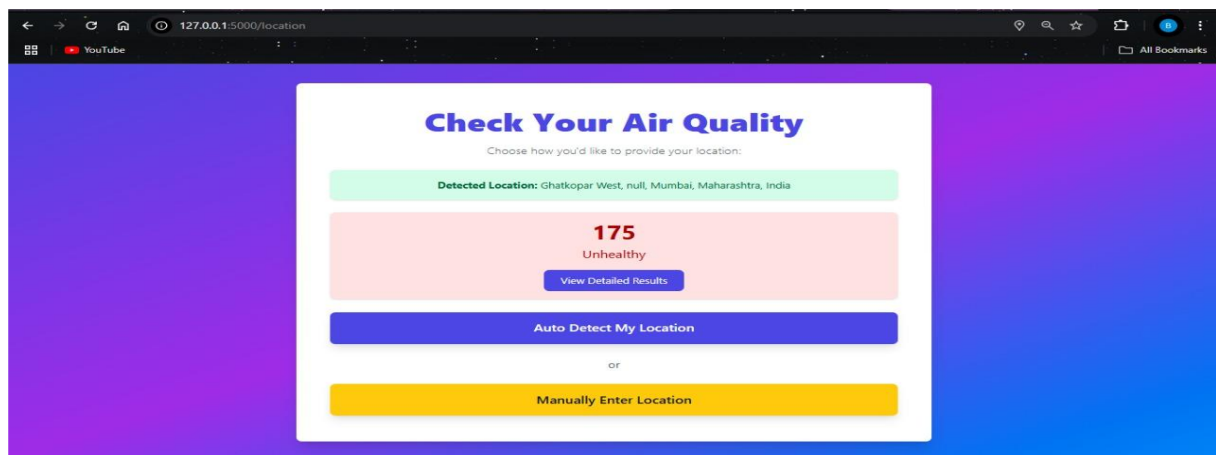 127.0.0.1:5000/location
B
YouTube
All Bookmarks
Check Your Air Quality
Choose how you'd like to provide your location:
Detected Location: Ghatkopar West, null, Mumbai, Maharashtra, India
175
Unhealthy
View Detailed Results
Auto Detect My Location
or
Manually Enter Location